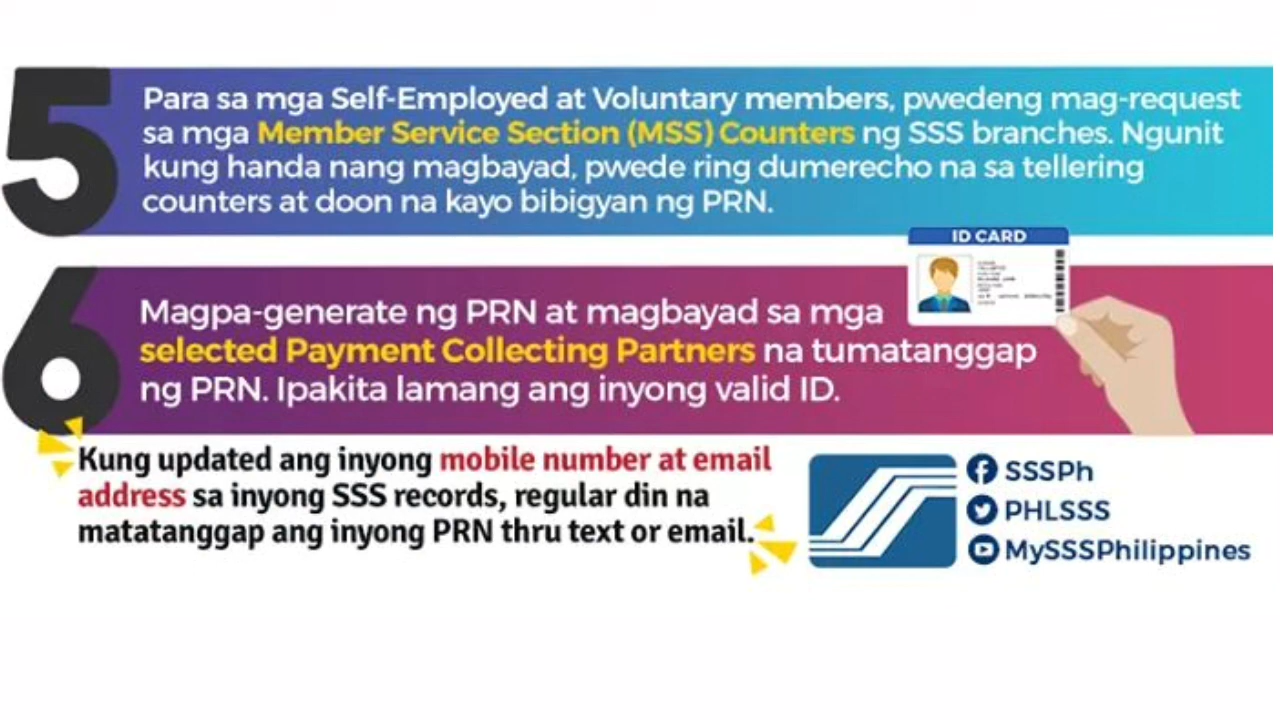 5
Para sa mga Self-Employed at Voluntary members, pwedeng mag-request
sa mga Member Service Section (MSS) Counters ng SSS branches. Ngunit
kung handa nang magbayad, pwede ring dumerecho na sa tellering
counters at doon na kayo bibigyan ng PRN.
ID CARD
6
Magpa-generate ng PRN at magbayad sa mga
selected Payment Collecting Partners na tumatanggap
ng PRN. Ipakita lamang ang inyong valid ID.
Kung updated ang inyong mobile number at email
address sa inyong SSS records, regular din na
matatanggap ang inyong PRN thru text or email.
SSSPh
PHLSSS
MySSSPhilippines